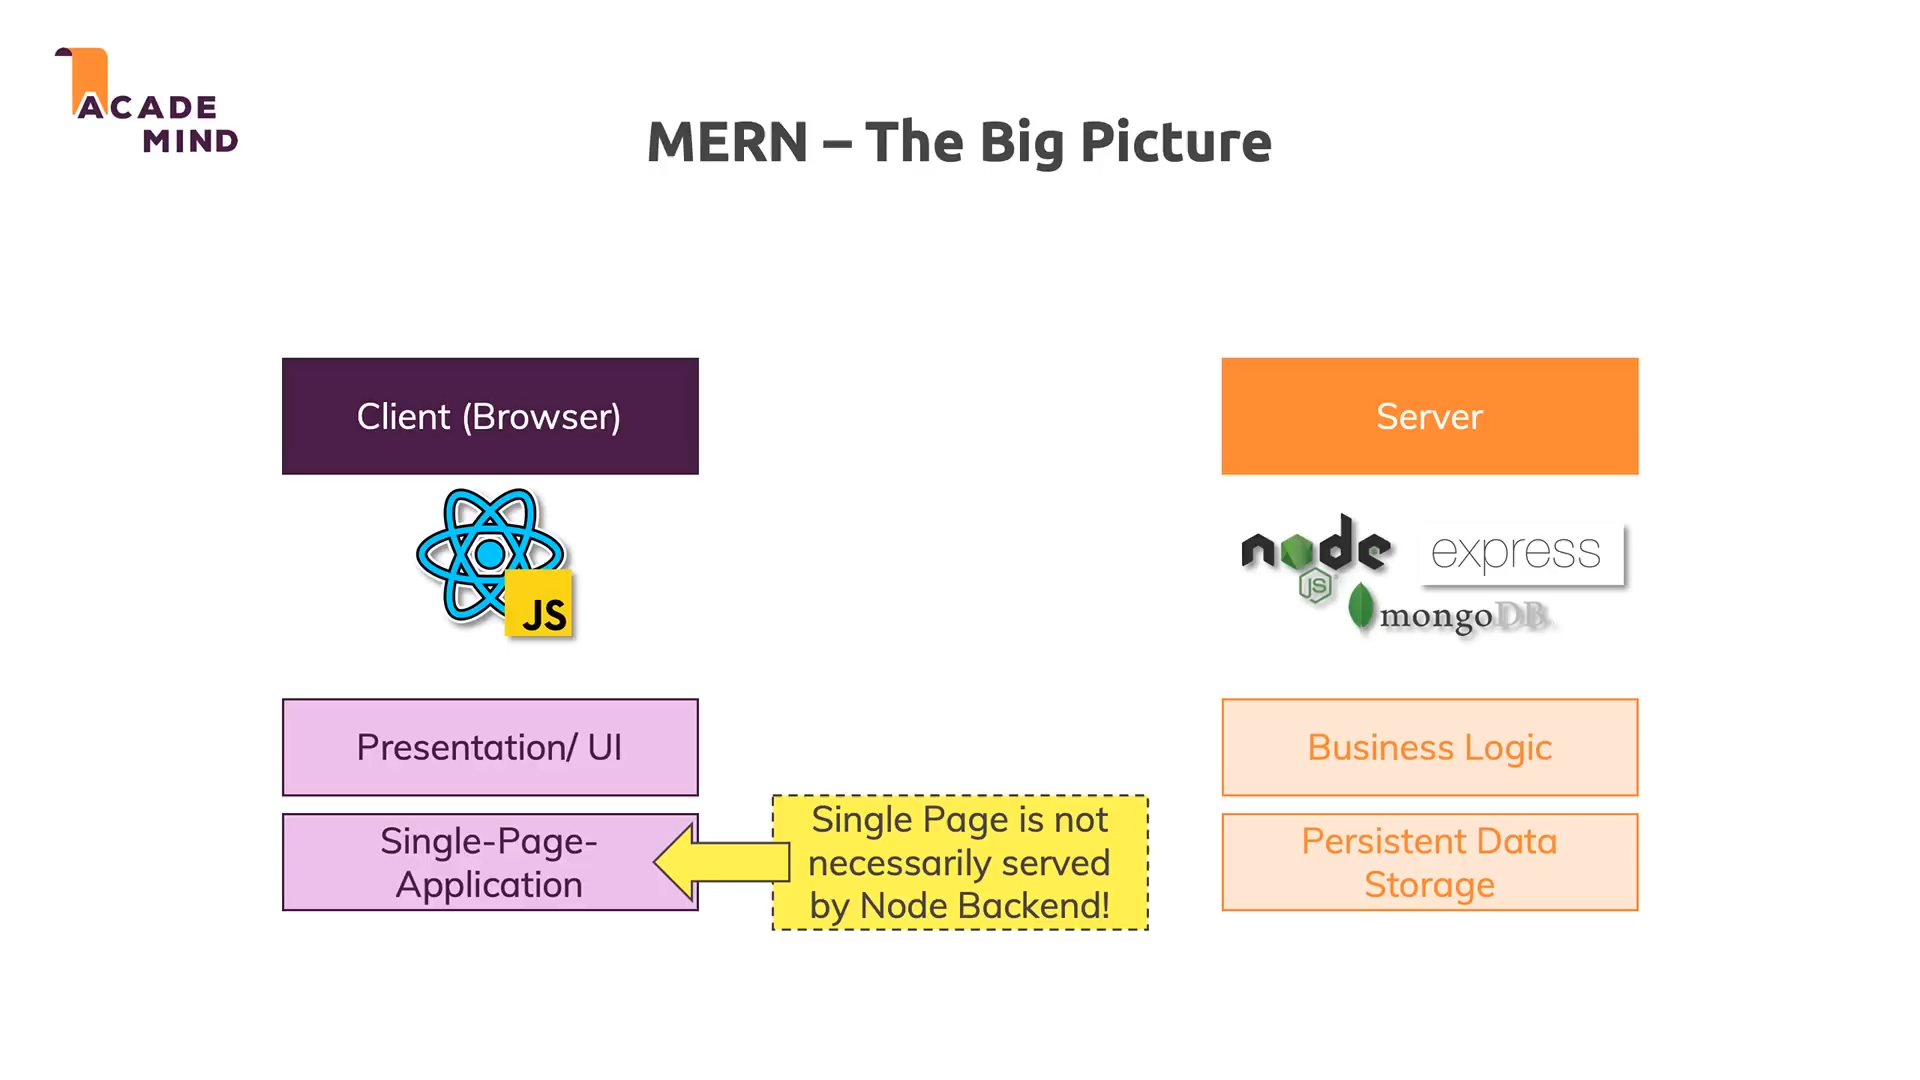 ACADE
MIND
MERN – The Big Picture
Client (Browser)
Server
JS
node
JS
express
mongoDB
Presentation/ UI
Business Logic
Single-Page-
Application
Single Page is not
necessarily served
by Node Backend!
Persistent Data
Storage